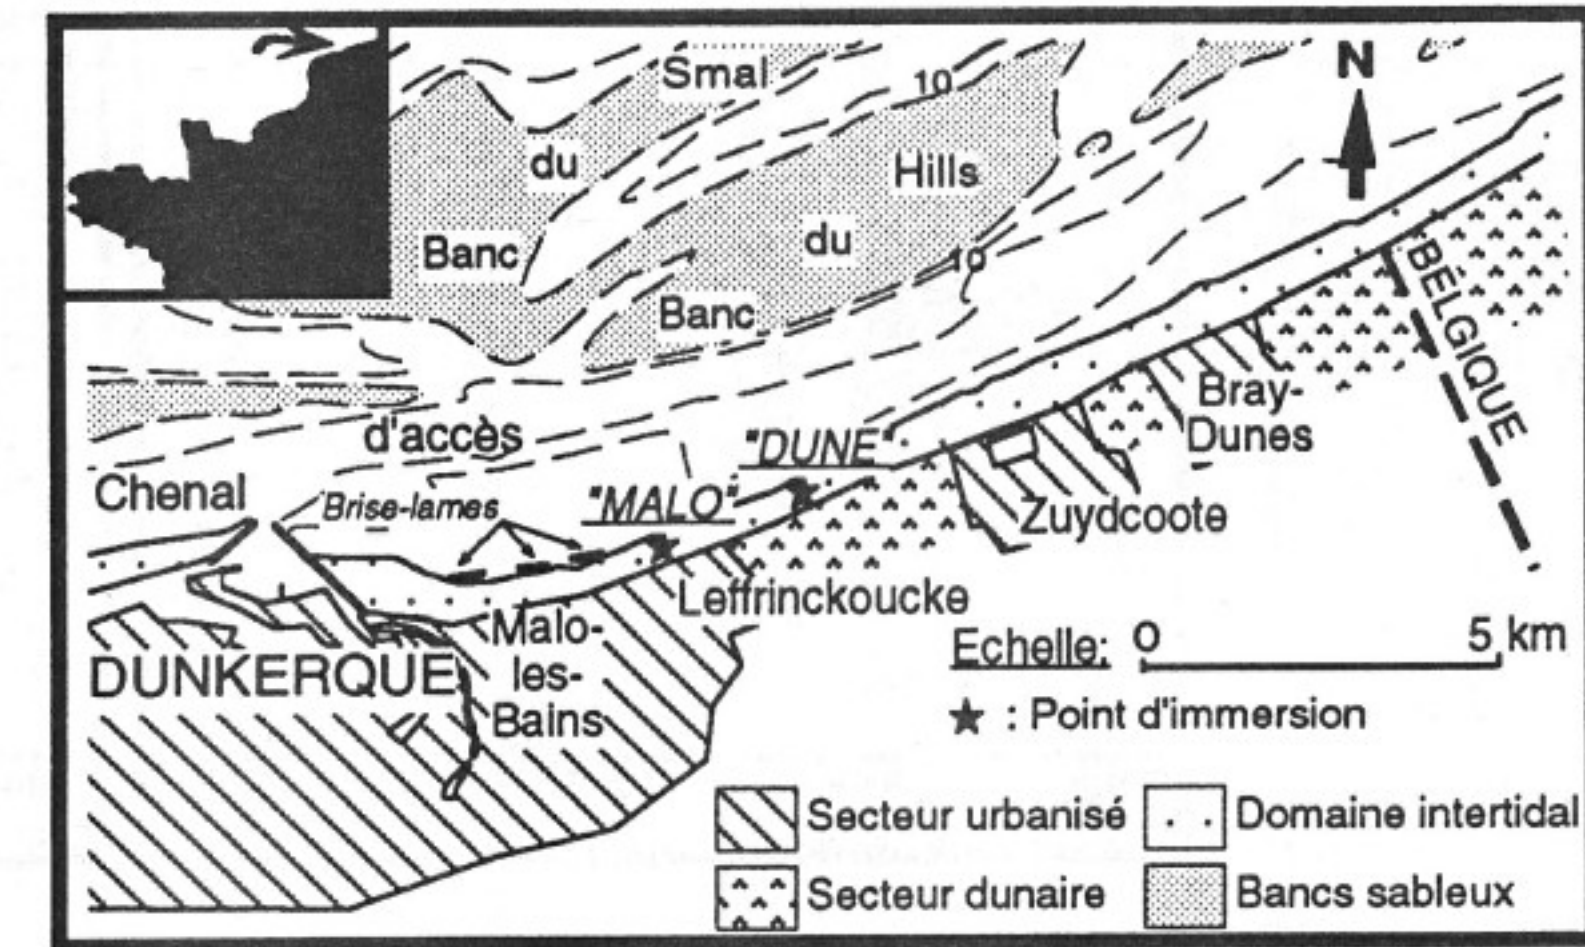 Smal
10
N
du
Hills
Banc
du
10
Banc
BELGIQUE
Bray-
Dunes
d'accès
"DUNE"
Chenal
Brise-lames
"MALO"
Zuydcoote
Leffrinckoucke
Malo-
les-
Bains
DUNKERQUE
Echelle: 0 5 km
★ : Point d'immersion
Secteur urbanisé
Domaine intertidal
Secteur dunaire
Bancs sableux